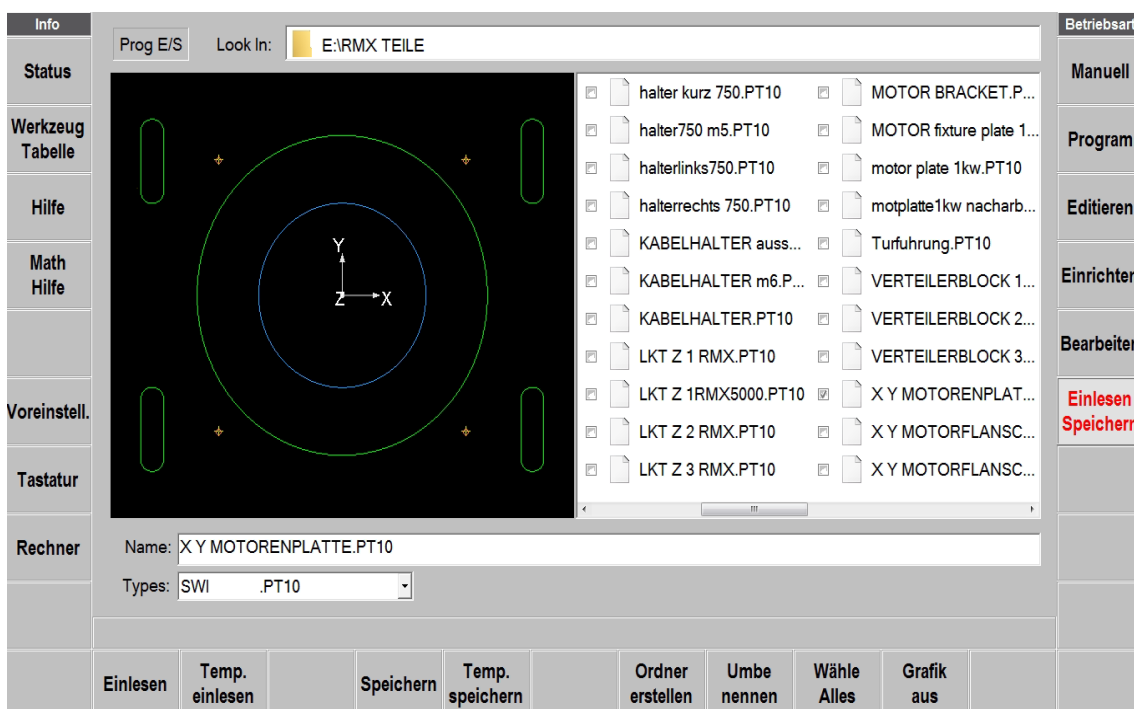 Info
Betriebsart
Prog E/S
Look In:
E:\RMX TEILE
Status
Werkzeug
Tabelle
Hilfe
Math
Hilfe
Voreinstell.
Tastatur
Rechner
Y
Z
X
halter kurz 750.PT10
halter750 m5.PT10
halterlinks750.PT10
halterrechts 750.PT10
KABELHALTER auss...
KABELHALTER m6.P...
KABELHALTER.PT10
LKT Z 1 RMX.PT10
LKT Z 1RMX5000.PT10
LKT Z 2 RMX.PT10
LKT Z 3 RMX.PT10
MOTOR BRACKET.P...
MOTOR fixture plate 1...
motor plate 1kw.PT10
motplatte1kw nacharb...
Turfuhrung.PT10
VERTEILERBLOCK 1...
VERTEILERBLOCK 2...
VERTEILERBLOCK 3...
X Y MOTORENPLAT...
X Y MOTORFLANSC...
X Y MOTORFLANSC...
Manuell
Program
Editieren
Einrichten
Bearbeiten
Einlesen
Speichern
Name: X Y MOTORENPLATTE.PT10
Types: SWI .PT10
Einlesen
Temp.
einlesen
Speichern
Temp.
speichern
Ordner
erstellen
Umbe
nennen
Wähle
Alles
Grafik
aus